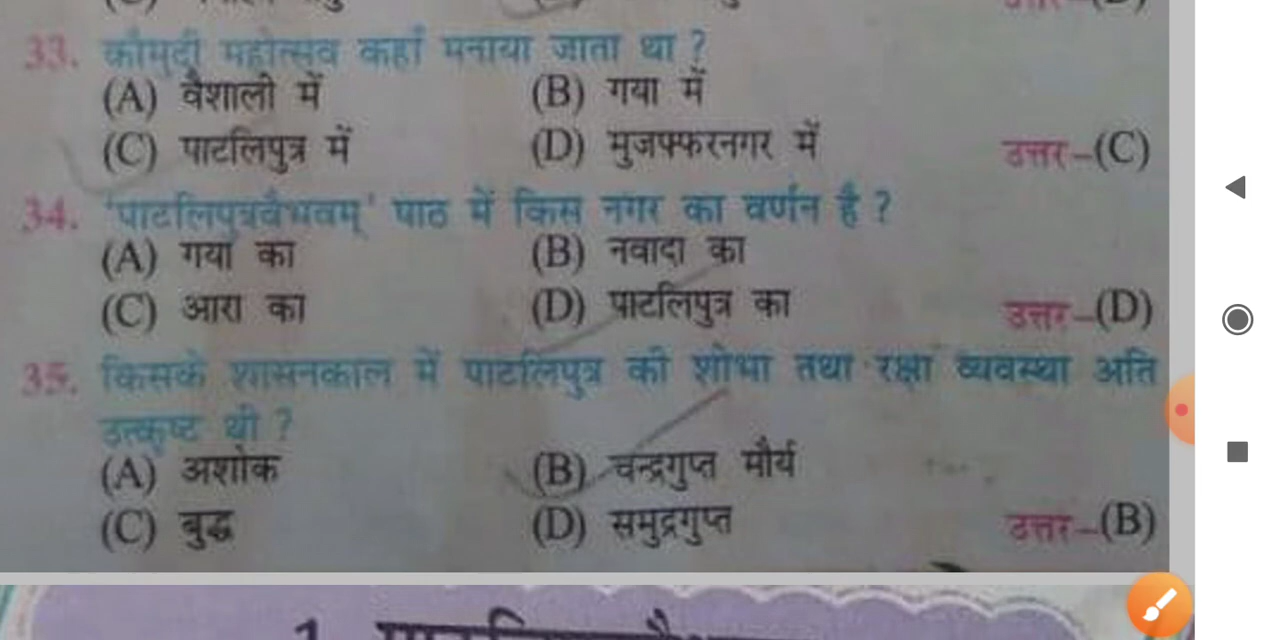 33. कौमुदी महोत्सव कहाँ मनाया जाता था ?
(A) वैशाली में (B) गया में
(C) पाटलिपुत्र में (D) मुजफ्फरनगर में उत्तर–(C)
34. 'पाटलिपुत्रवैभवम्' पाठ में किस नगर का वर्णन है ?
(A) गया का (B) नवादा का
(C) आरा का (D) पाटलिपुत्र का उत्तर–(D)
35. किसके शासनकाल में पाटलिपुत्र की शोभा तथा रक्षा व्यवस्था अति
उत्कृष्ट थी ?
(A) अशोक (B) चन्द्रगुप्त मौर्य
(C) बुद्ध (D) समुद्रगुप्त उत्तर–(B)